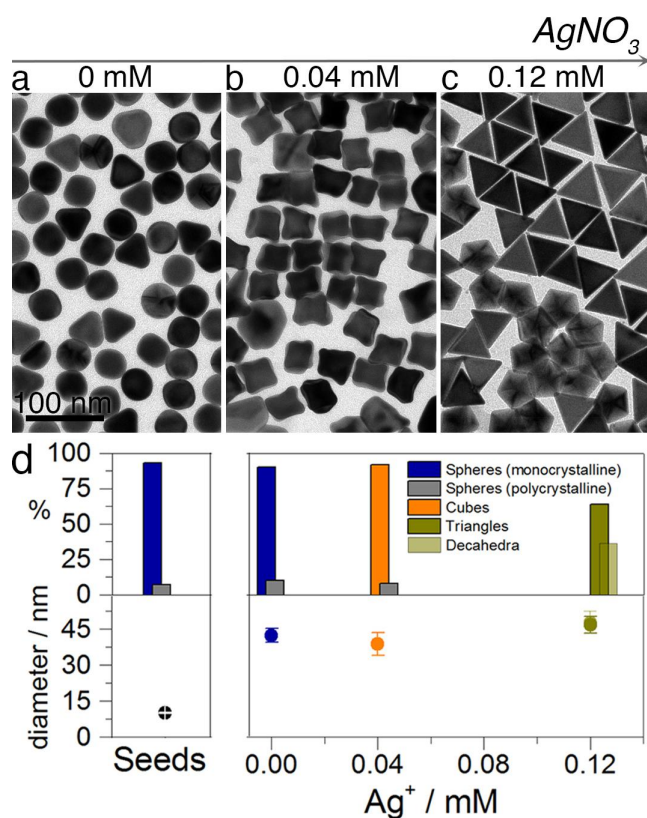 AgNO₃
a 0 mM b 0.04 mM c 0.12 mM
100 nm
d
100
75
%
50
25
0
Spheres (monocrystalline)
Spheres (polycrystalline)
Cubes
Triangles
Decahedra
diameter / nm
45
30
15
0
Seeds
0.00 0.04 0.08 0.12
Ag⁺ / mM